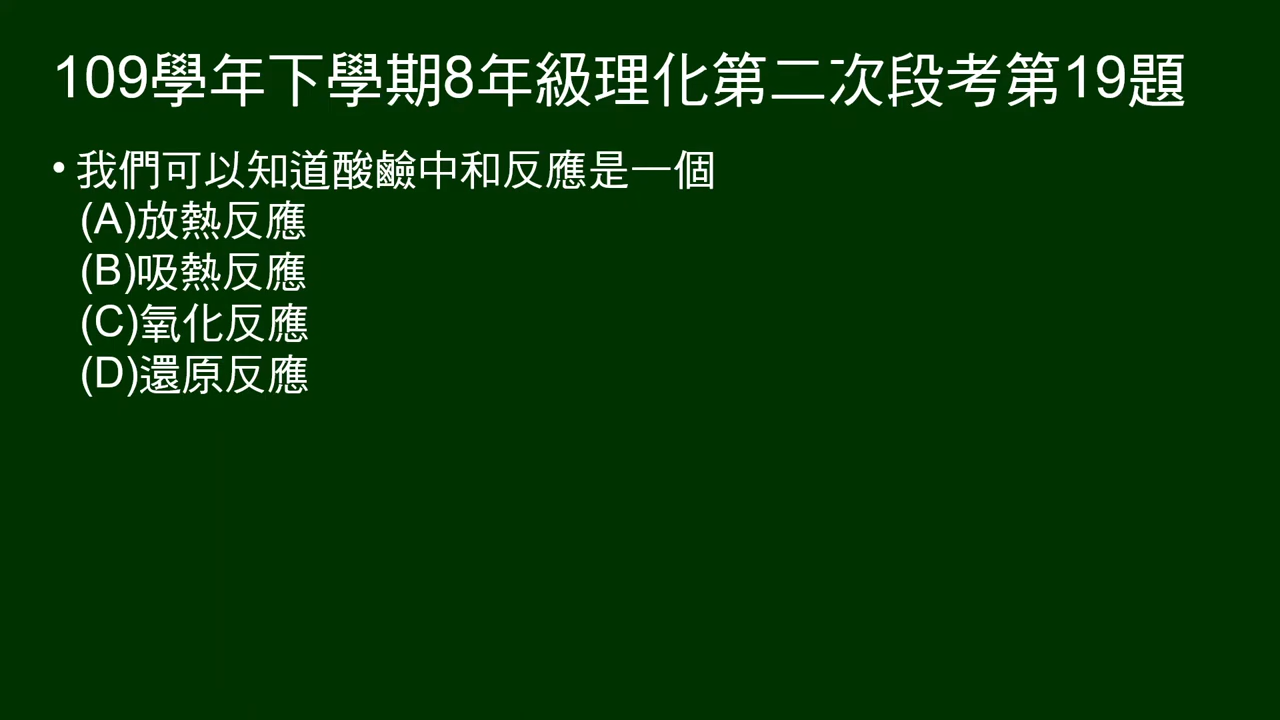 109學年下學期8年級理化第二次段考第19題
• 我們可以知道酸鹼中和反應是一個
(A)放熱反應
(B)吸熱反應
(C)氧化反應
(D)還原反應